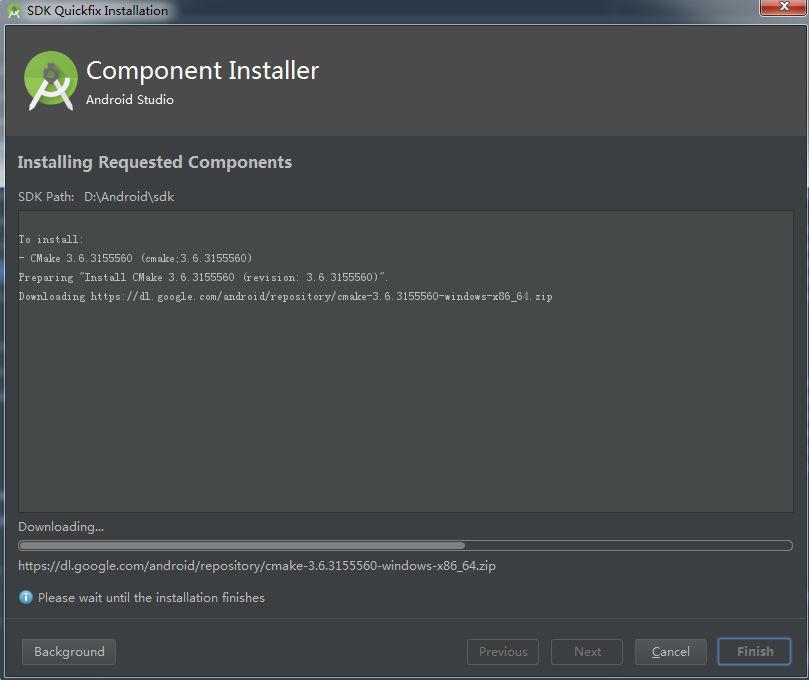 SDK Quickfix Installation
Component Installer
Android Studio
Installing Requested Components
SDK Path: D:\Android\sdk
To install:
- CMake 3.6.3155560 (cmake;3.6.3155560)
Preparing "Install CMake 3.6.3155560 (revision: 3.6.3155560)".
Downloading https://dl.google.com/android/repository/cmake-3.6.3155560-windows-x86_64.zip
Downloading...
https://dl.google.com/android/repository/cmake-3.6.3155560-windows-x86_64.zip
Please wait until the installation finishes
Background Previous Next Cancel Finish